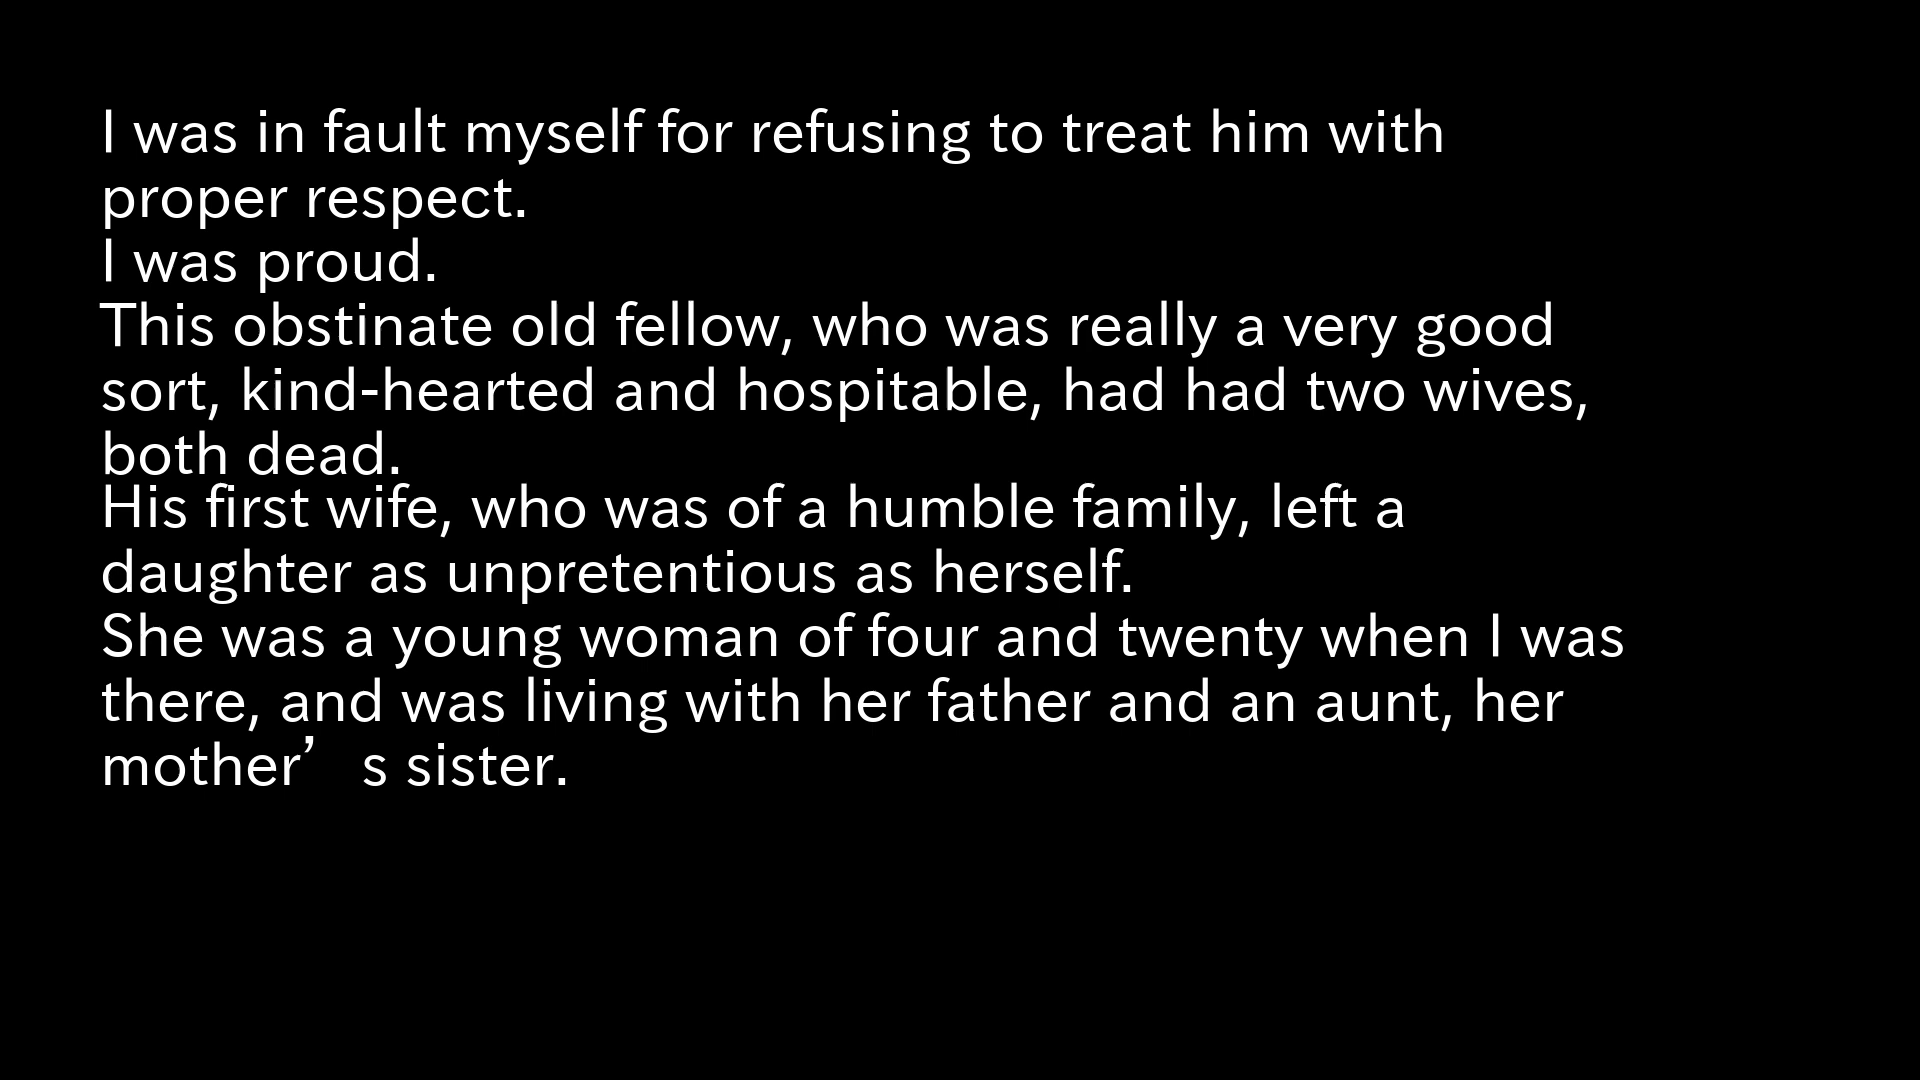 I was in fault myself for refusing to treat him with
proper respect.
I was proud.
This obstinate old fellow, who was really a very good
sort, kind-hearted and hospitable, had had two wives,
both dead.
His first wife, who was of a humble family, left a
daughter as unpretentious as herself.
She was a young woman of four and twenty when I was
there, and was living with her father and an aunt, her
mother’s sister.